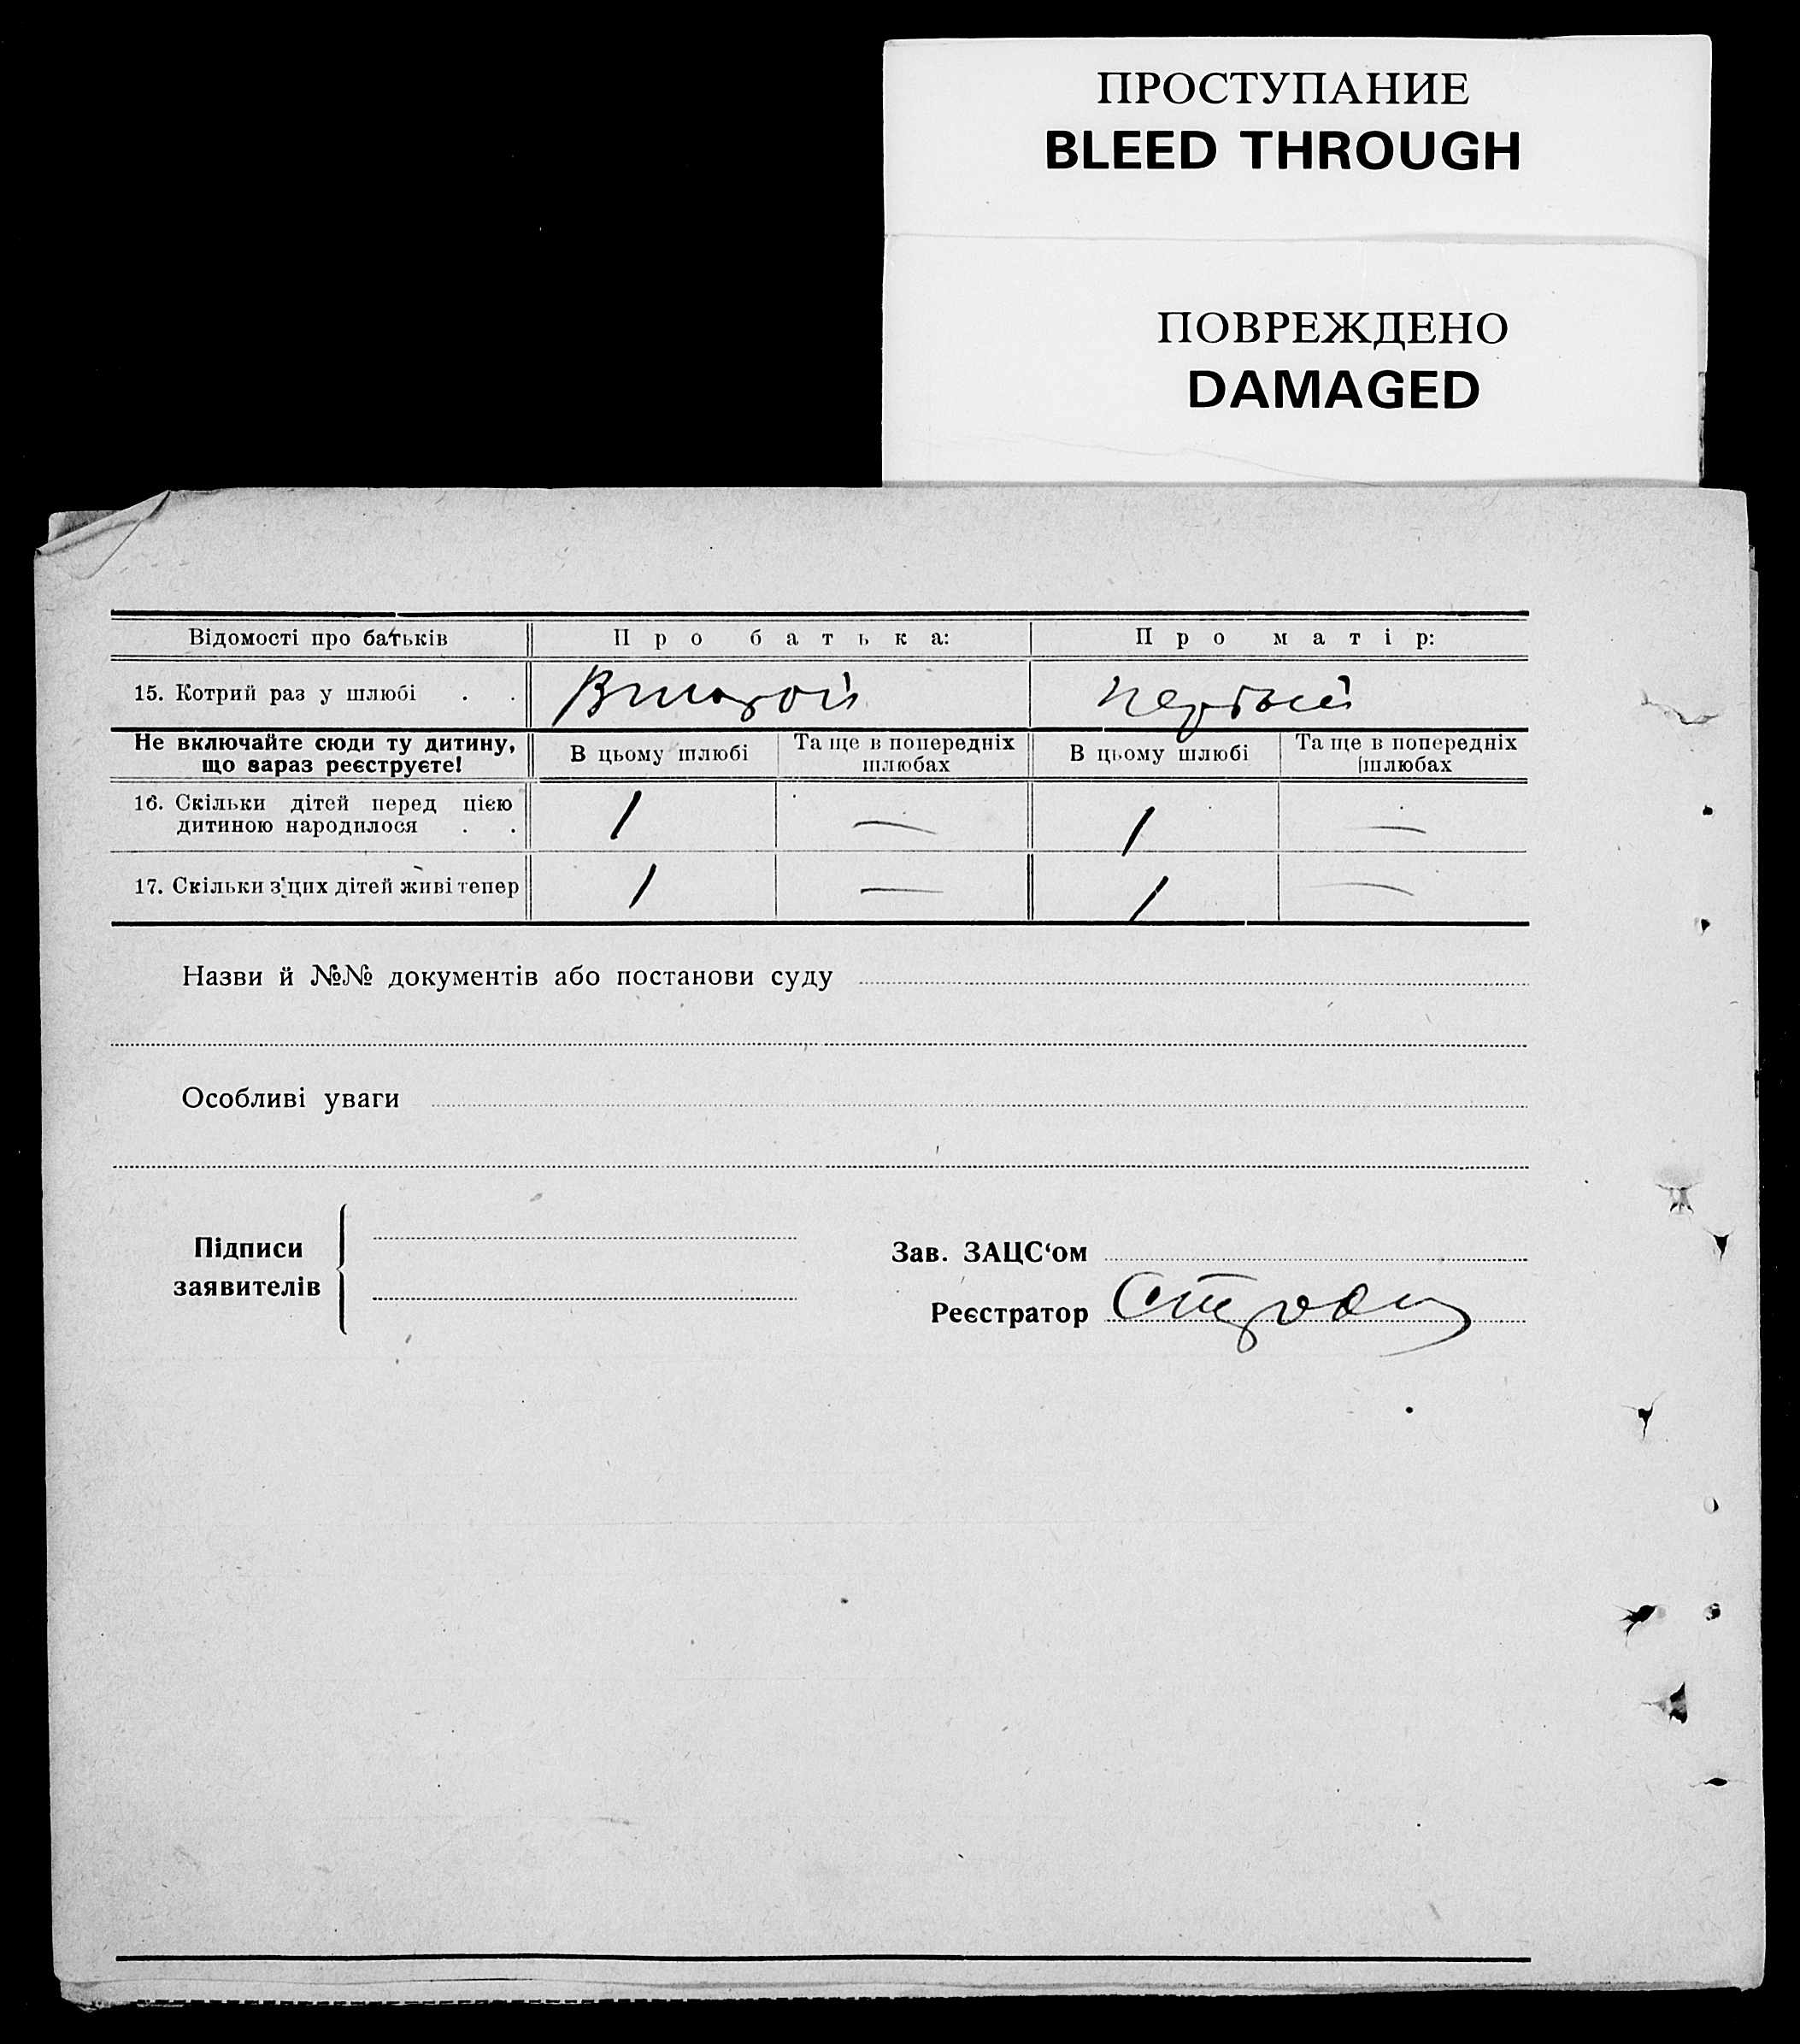 ПРОСТУПАНИЕ
BLEED THROUGH
ПОВРЕЖДЕНО
DAMAGED
Відомості про батьків Про батька: Про матір:
15. Котрий раз у шлюбі . . Второй первый
Не включайте сюди ту дитину, що зараз реєструєте! В цьому шлюбі Та ще в попередніх шлюбах В цьому шлюбі Та ще в попередніх шлюбах
16. Скільки дітей перед цією
дитиною народилося . . 1 — 1 —
17. Скільки з цих дітей живі тепер 1 — 1 —
Назви й №№ документів або постанови суду
Особливі уваги
Підписи
заявителів
Зав. ЗАЦС‘ом
Реєстратор